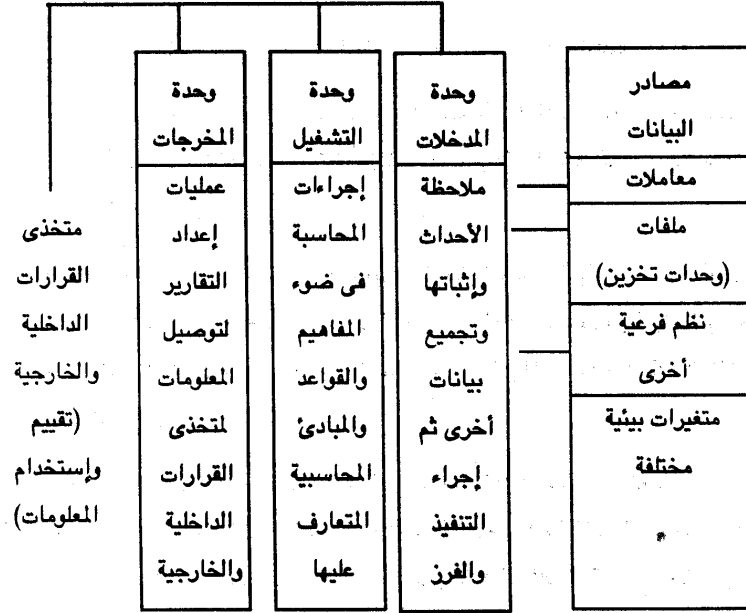 مصادر
البيانات
معاملات
ملفات
(وحدات تخزين)
نظم فرعية
أخرى
متغيرات بيئية
مختلفة
وحدة
المدخلات
ملاحظة
الأحداث
وإثباتها
وتجميع
بيانات
أخرى ثم
إجراء
التنفيذ
والفرز
وحدة
التشغيل
إجراءات
المحاسبة
فى ضوء
المفاهيم
والقواعد
والمبادئ
المحاسبية
المتعارف
عليها
وحدة
المخرجات
عمليات
إعداد
التقارير
لتوصيل
المعلومات
لمتخذى
القرارات
الداخلية
والخارجية
متخذى
القرارات
الداخلية
والخارجية
(تقييم
وإستخدام
المعلومات)